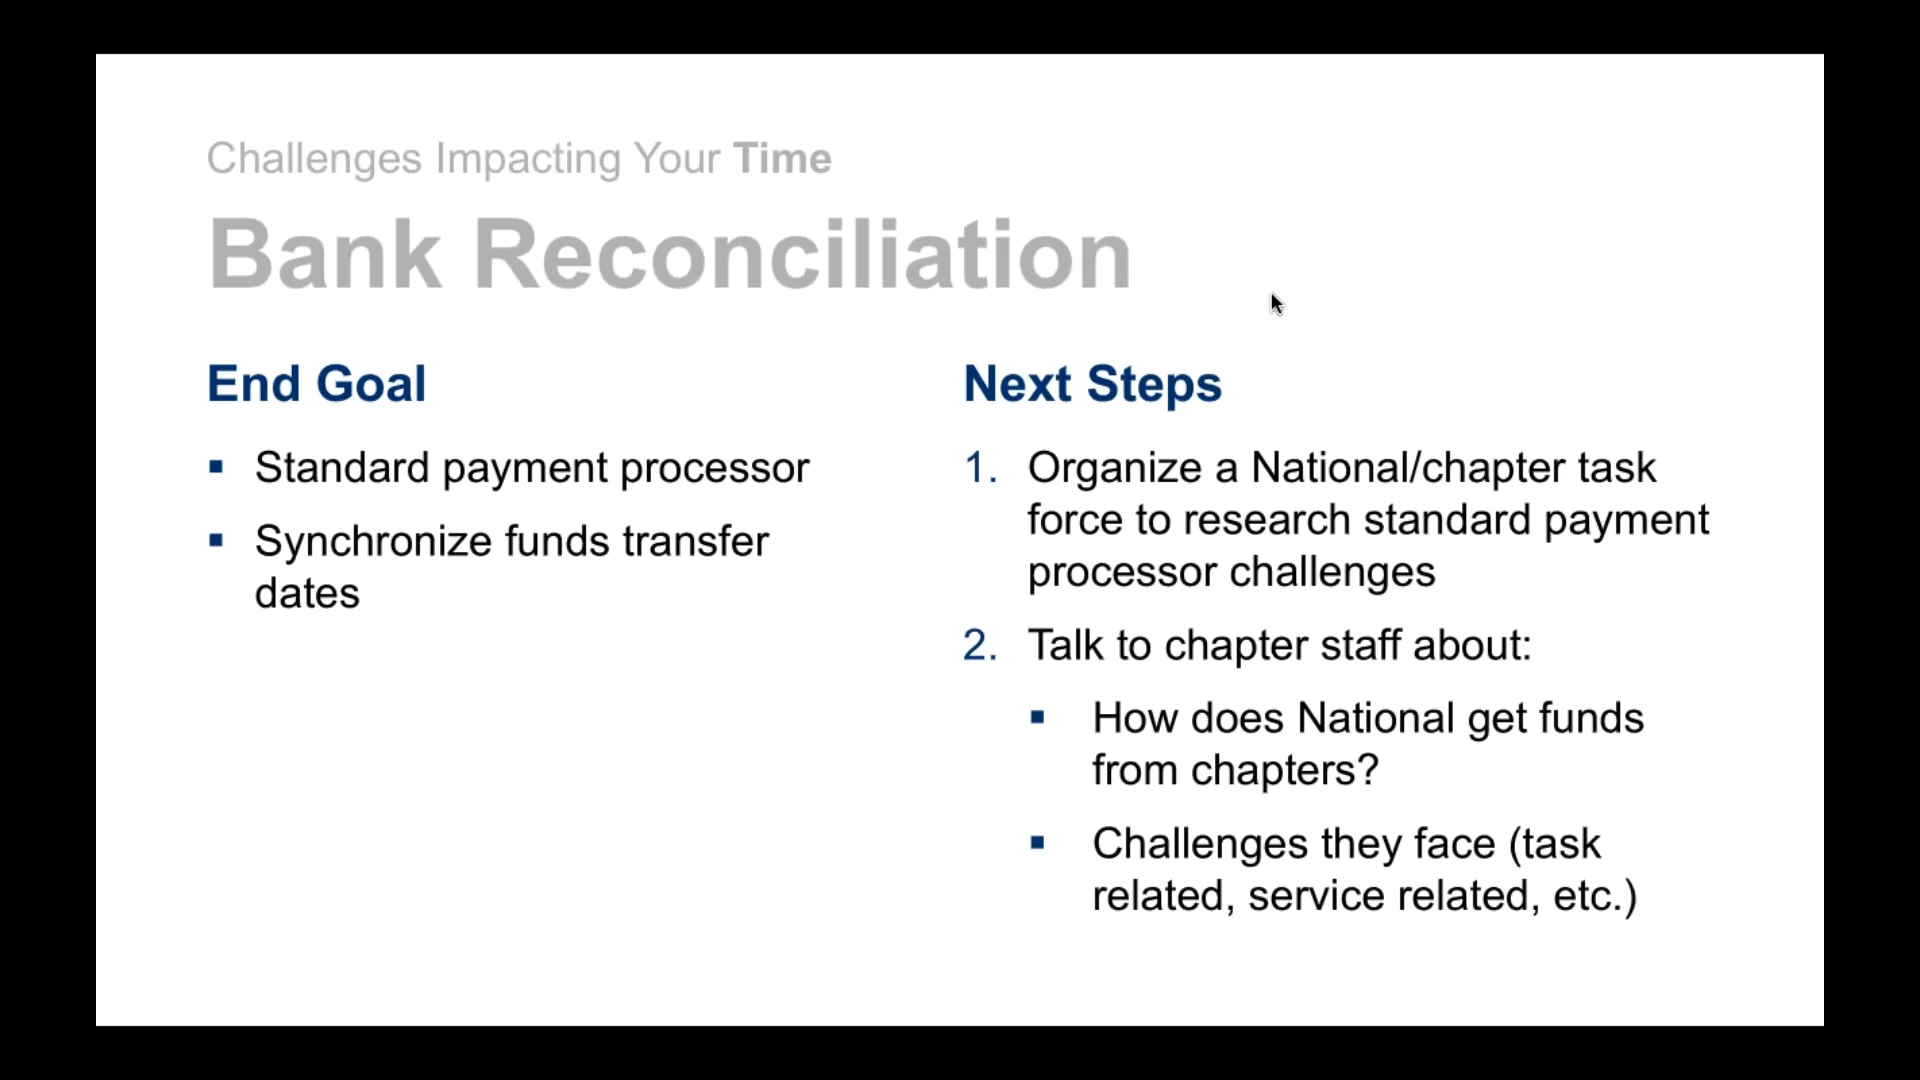 Challenges Impacting Your Time
Bank Reconciliation
End Goal
▪ Standard payment processor
▪ Synchronize funds transfer
dates
Next Steps
1. Organize a National/chapter task
force to research standard payment
processor challenges
2. Talk to chapter staff about:
▪ How does National get funds
from chapters?
▪ Challenges they face (task
related, service related, etc.)